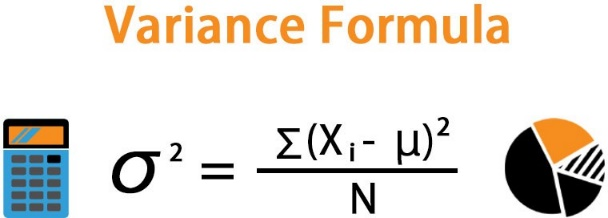 Variance Formula
σ² = Σ(Xᵢ - μ)² / N